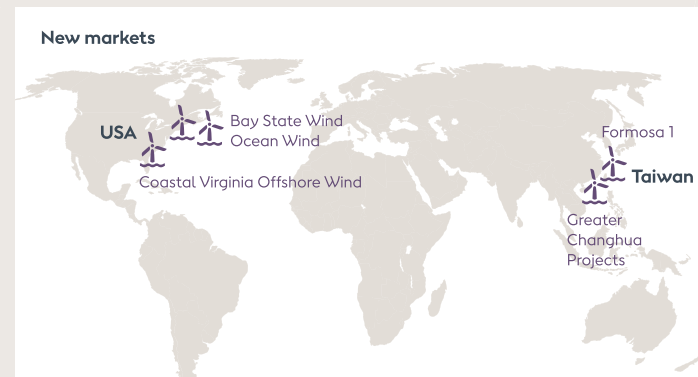 New markets
USA
Bay State Wind
Ocean Wind
Coastal Virginia Offshore Wind
Formosa 1
Taiwan
Greater
Changhua
Projects